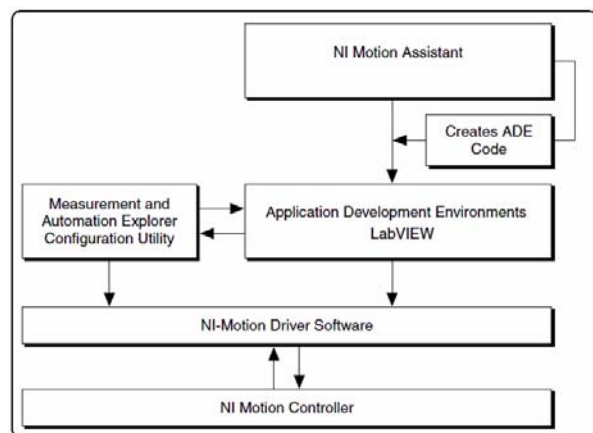 NI Motion Assistant
Creates ADE
Code
Measurement and
Automation Explorer
Configuration Utility
Application Development Environments
LabVIEW
NI-Motion Driver Software
NI Motion Controller